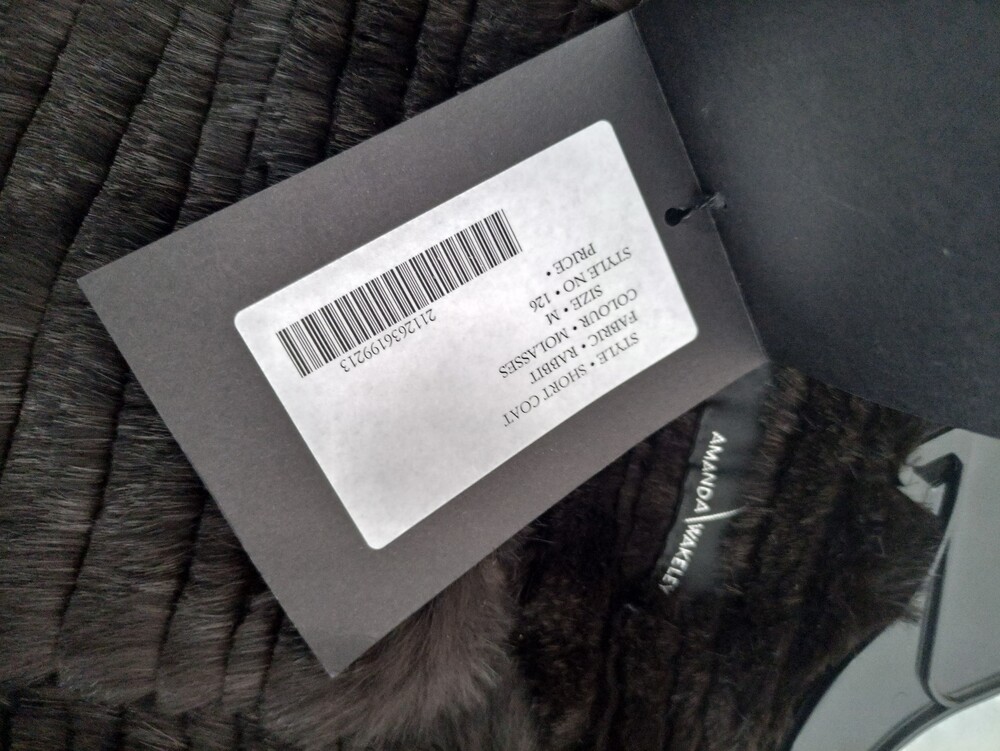 STYLE • SHORT COAT
FABRIC • RABBIT
COLOUR • MOLASSES
SIZE • M
STYLE NO • 126
PRICE •
2112636199213
AMANDA WAKELEY